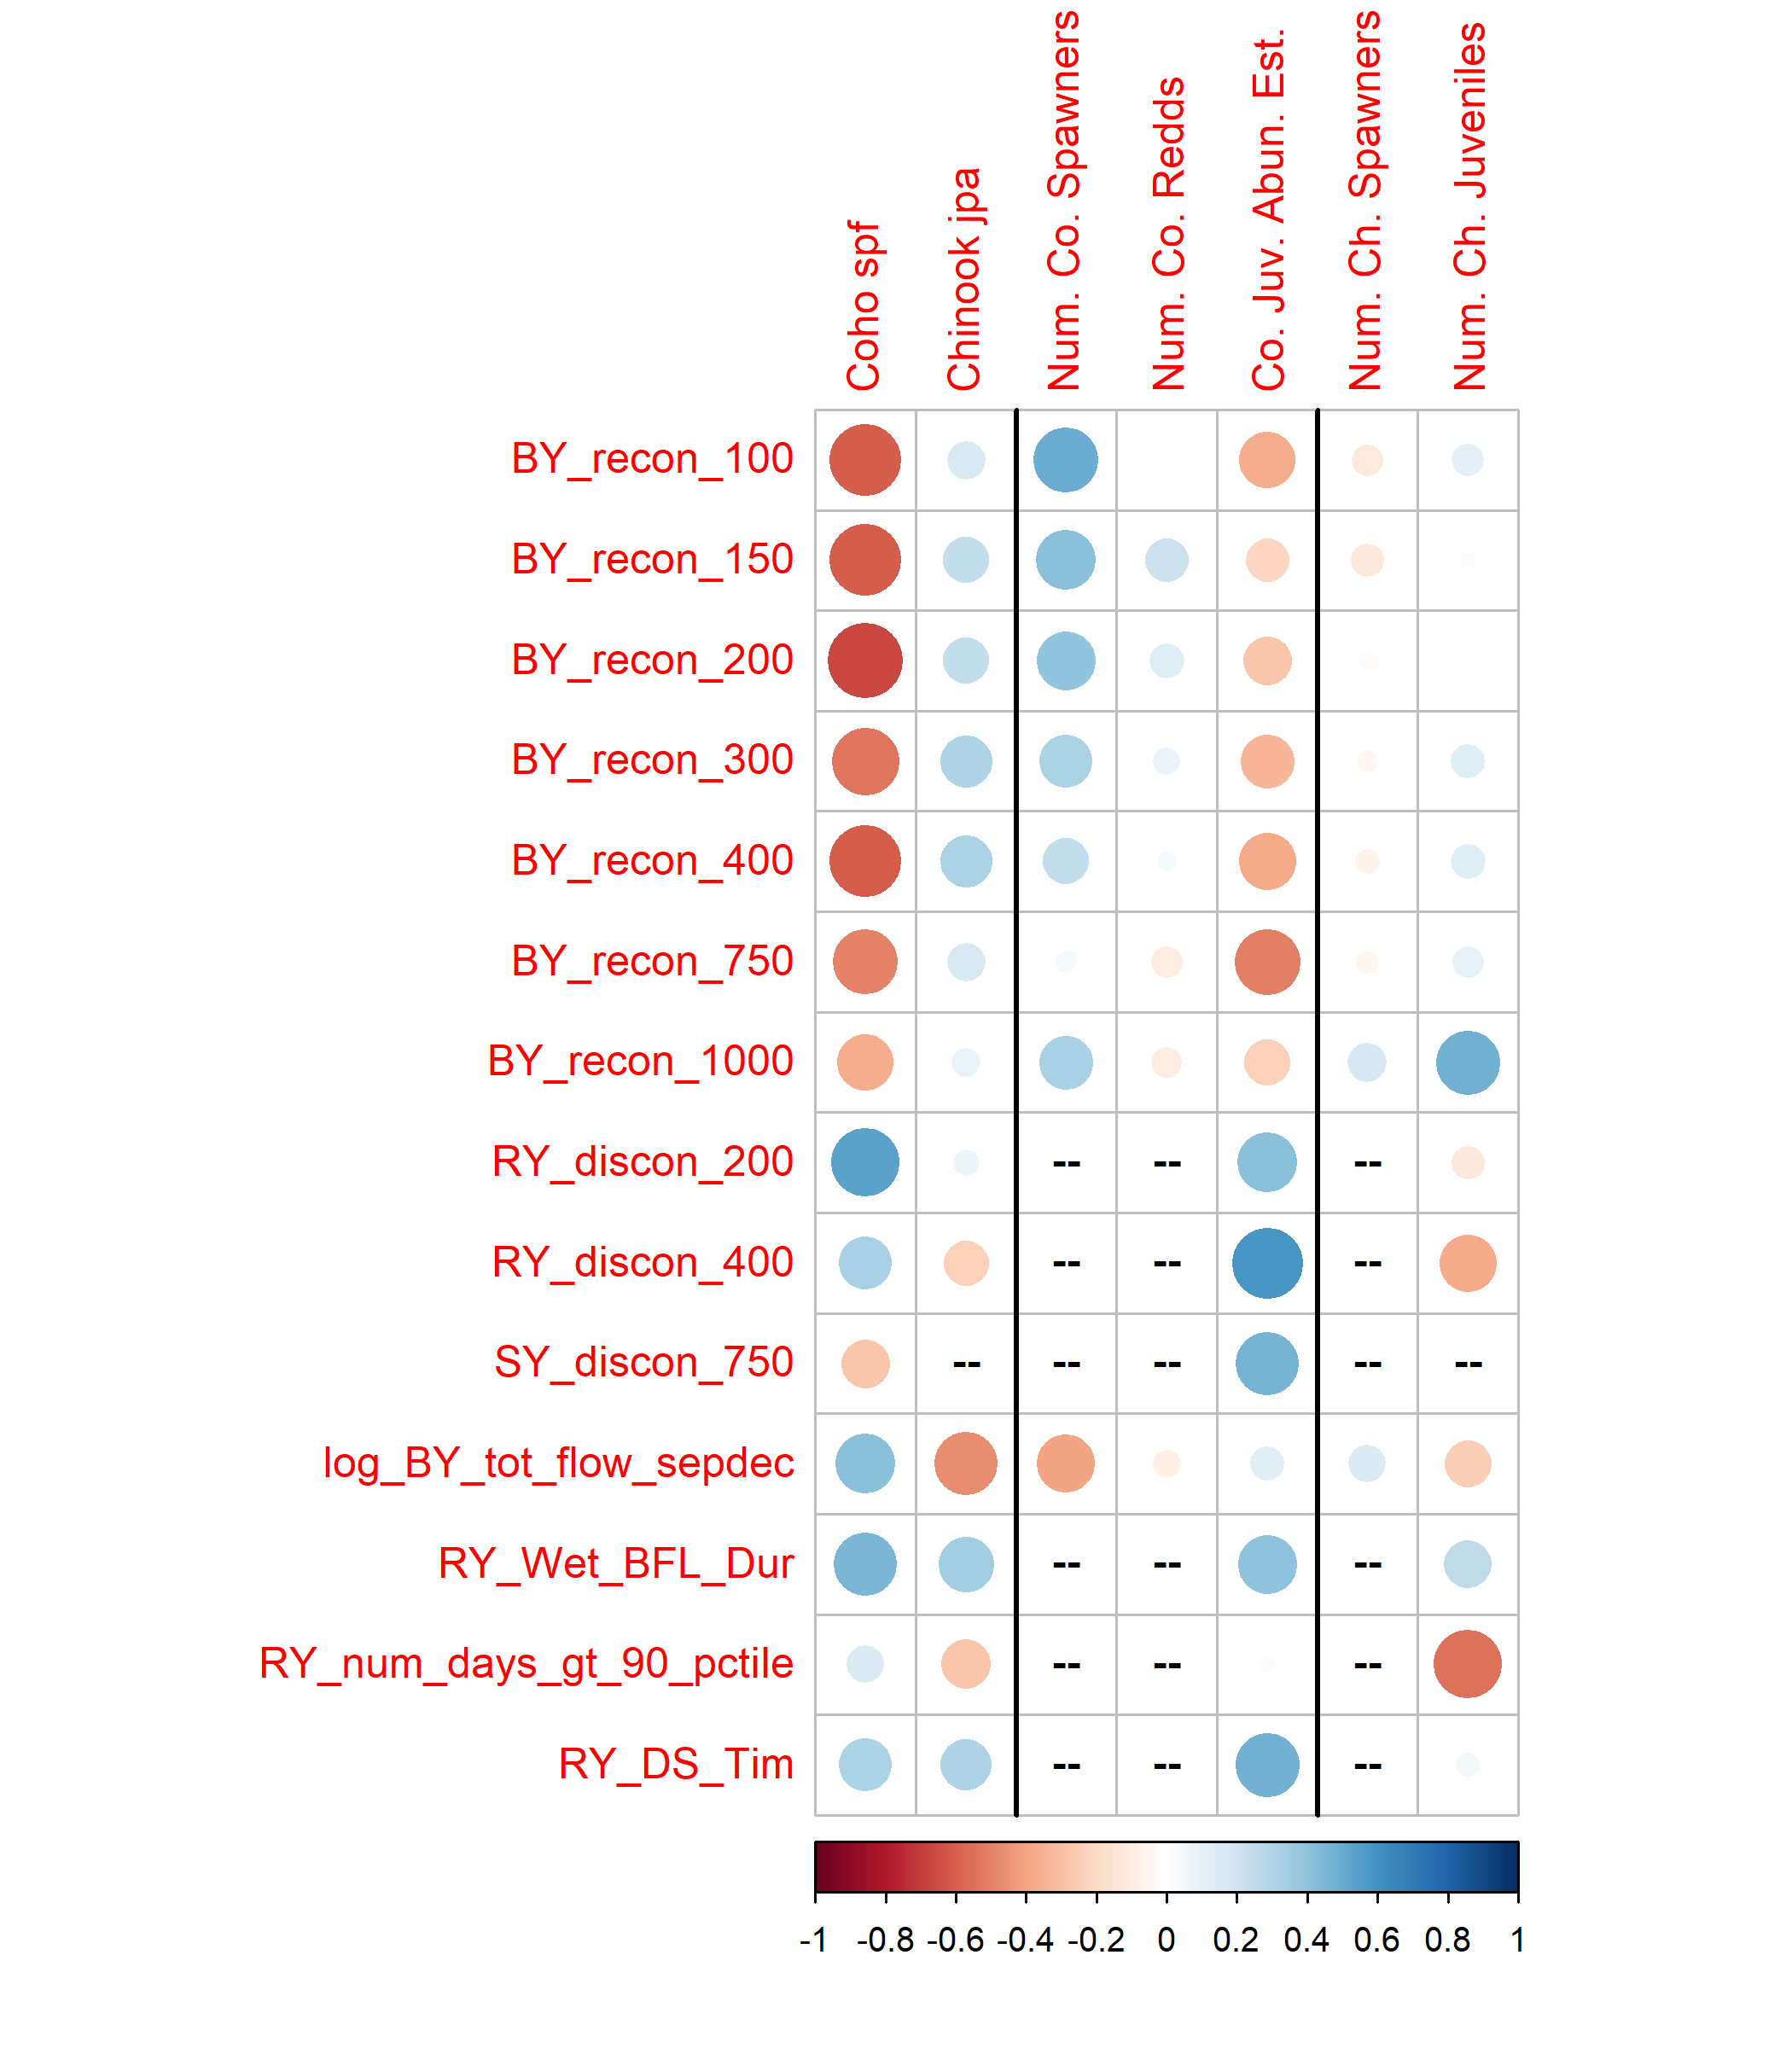 Coho spf
Chinook jpa
Num. Co. Spawners
Num. Co. Redds
Co. Juv. Abun. Est.
Num. Ch. Spawners
Num. Ch. Juveniles
BY_recon_100
BY_recon_150
BY_recon_200
BY_recon_300
BY_recon_400
BY_recon_750
BY_recon_1000
RY_discon_200 -- -- --
RY_discon_400 -- -- --
SY_discon_750 -- -- -- -- --
log_BY_tot_flow_sepdec
RY_Wet_BFL_Dur -- -- --
RY_num_days_gt_90_pctile -- -- --
RY_DS_Tim -- -- --
-1 -0.8 -0.6 -0.4 -0.2 0 0.2 0.4 0.6 0.8 1